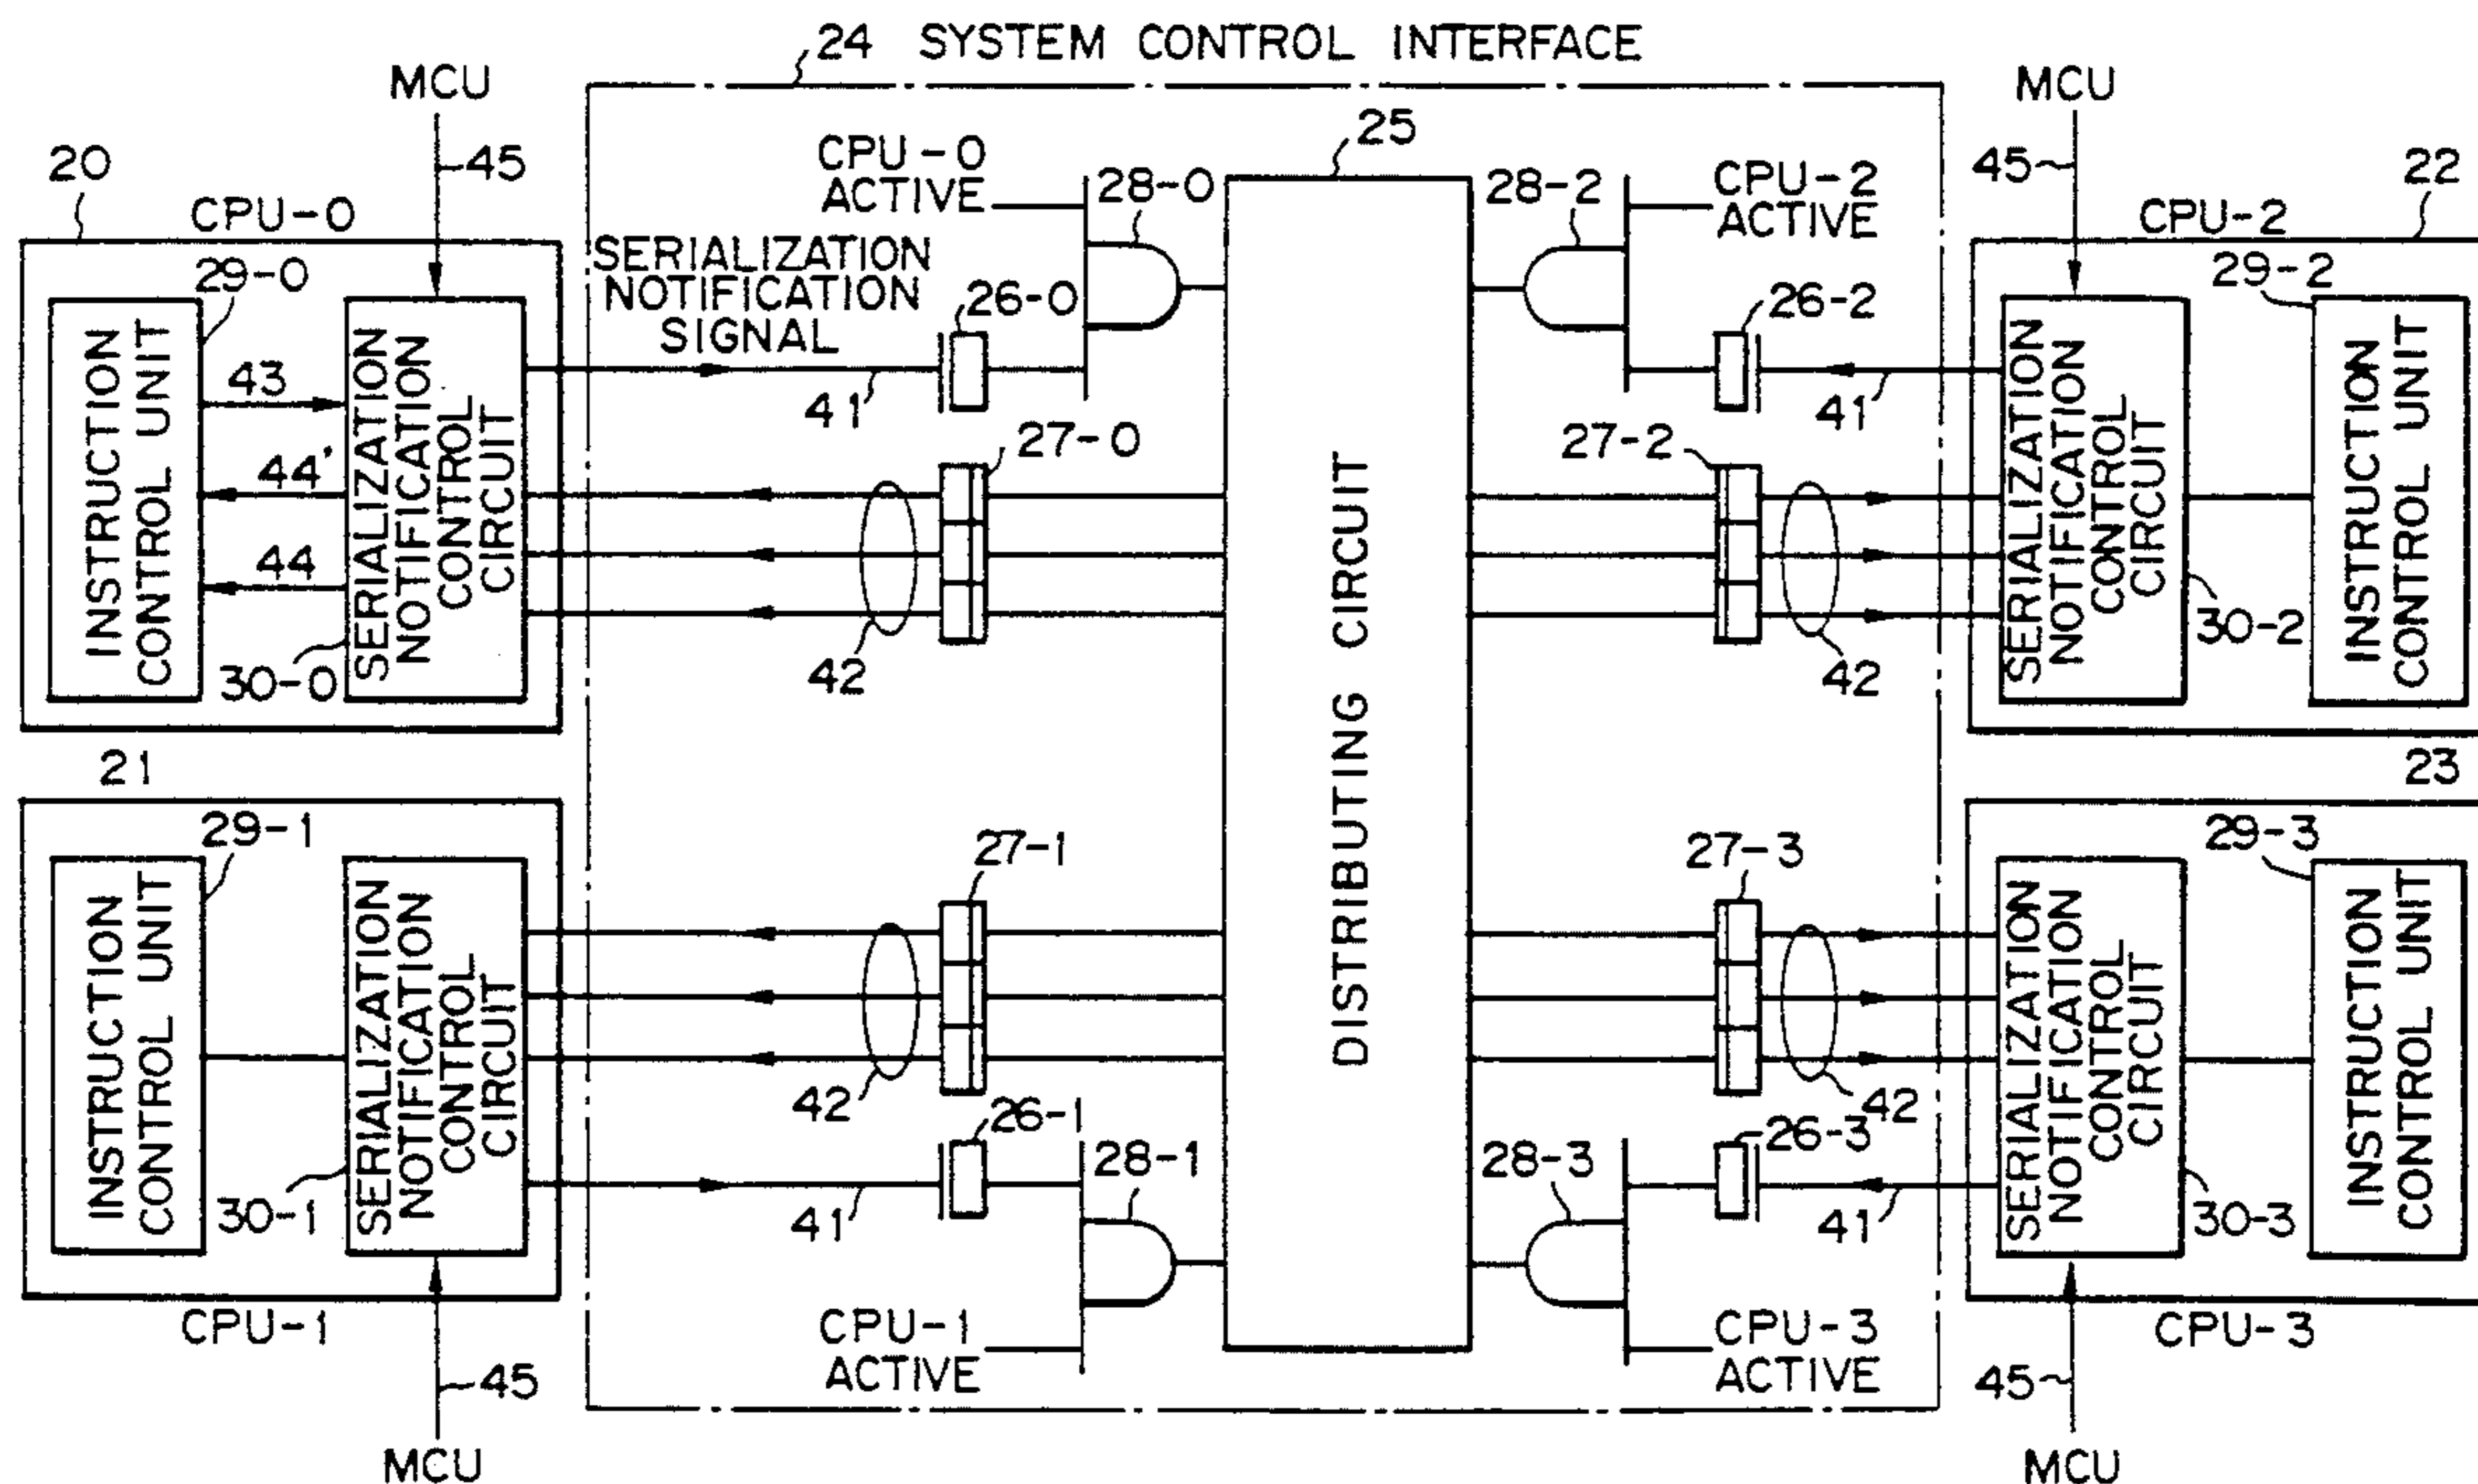 24 SYSTEM CONTROL INTERFACE
MCU
45
20
CPU-0
29-0
INSTRUCTION
CONTROL UNIT
43
44'
44
SERIALIZATION
NOTIFICATION
CONTROL
CIRCUIT
30-0
CPU-0
ACTIVE
28-0
SERIALIZATION
NOTIFICATION
SIGNAL
26-0
41
27-0
42
25
DISTRIBUTING CIRCUIT
28-2
CPU-2
ACTIVE
26-2
41
27-2
42
MCU
45
22
CPU-2
29-2
SERIALIZATION
NOTIFICATION
CONTROL
CIRCUIT
30-2
INSTRUCTION
CONTROL UNIT
21
29-1
INSTRUCTION
CONTROL UNIT
SERIALIZATION
NOTIFICATION
CONTROL
CIRCUIT
30-1
CPU-1
45
MCU
27-1
42
26-1
41
28-1
CPU-1
ACTIVE
27-3
42
26-3
41
28-3
CPU-3
ACTIVE
23
29-3
SERIALIZATION
NOTIFICATION
CONTROL
CIRCUIT
30-3
INSTRUCTION
CONTROL UNIT
CPU-3
45
MCU